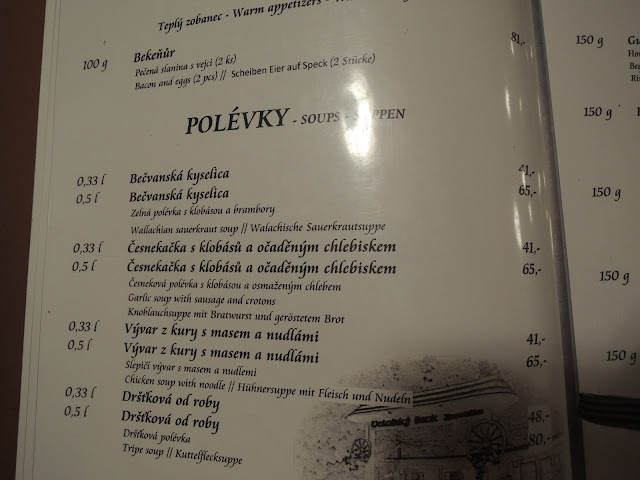 Teplý zobanec - Warm appetizers -
100 g Bekeňůr 81,-
Pečená slanina s vejci (2 ks)
Bacon and eggs (2 pcs) // Scheiben Eier auf Speck (2 Stücke)
POLÉVKY - SOUPS -
0,33 l Bečvanská kyselica 41,-
0,5 l Bečvanská kyselica 65,-
Zelná polévka s klobásou a brambory
Wallachian sauerkraut soup // Walachische Sauerkrautsuppe
0,33 l Česnekačka s klobásů a očaděným chlebiskem 41,-
0,5 l Česnekačka s klobásů a očaděným chlebiskem 65,-
Česneková polévka s klobásou a osmaženým chlebem
Garlic soup with sausage and crotons
Knoblauchsuppe mit Bratwurst und geröstetem Brot
0,33 l Vývar z kury s masem a nudlámi 41,-
0,5 l Vývar z kury s masem a nudlámi 65,-
Slepičí vývar s masem a nudlemi
Chicken soup with noodle // Hühnersuppe mit Fleisch und Nudeln
0,33 l Dršťková od roby 48,-
0,5 l Dršťková od roby 80,-
Dršťková polévka
Tripe soup // Kuttelflecksuppe
150 g
150 g
150 g
150 g
150 g